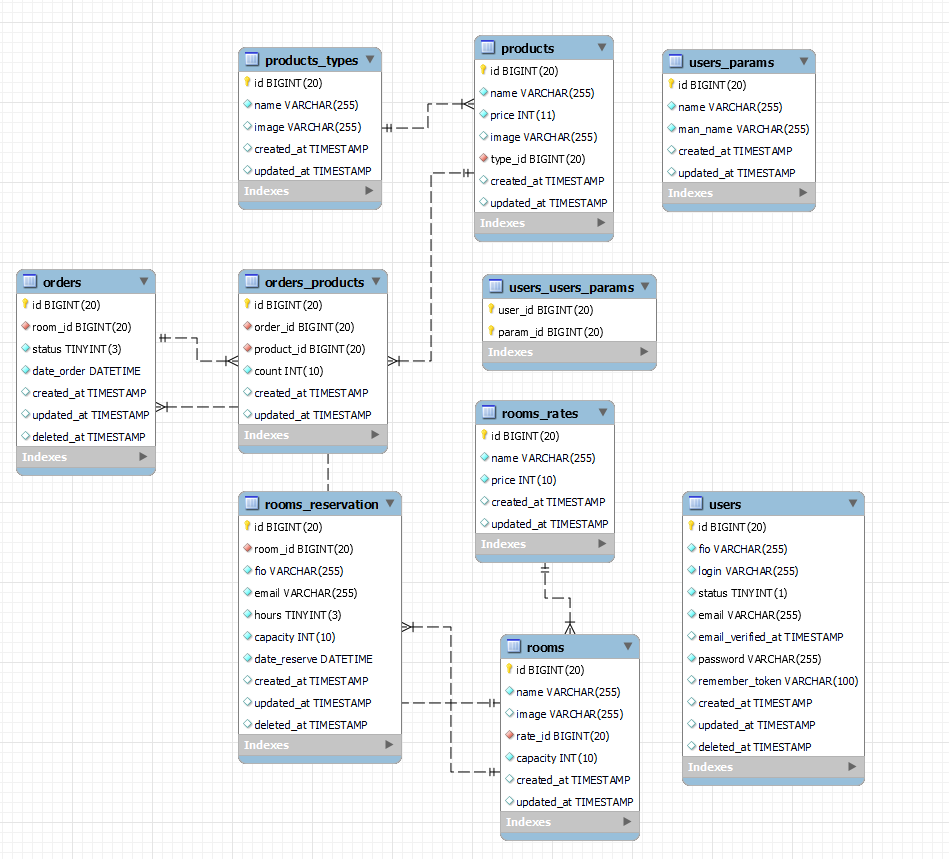 products_types
id BIGINT(20)
name VARCHAR(255)
image VARCHAR(255)
created_at TIMESTAMP
updated_at TIMESTAMP
Indexes
products
id BIGINT(20)
name VARCHAR(255)
price INT(11)
image VARCHAR(255)
type_id BIGINT(20)
created_at TIMESTAMP
updated_at TIMESTAMP
Indexes
users_params
id BIGINT(20)
name VARCHAR(255)
man_name VARCHAR(255)
created_at TIMESTAMP
updated_at TIMESTAMP
Indexes
orders
id BIGINT(20)
room_id BIGINT(20)
status TINYINT(3)
date_order DATETIME
created_at TIMESTAMP
updated_at TIMESTAMP
deleted_at TIMESTAMP
Indexes
orders_products
id BIGINT(20)
order_id BIGINT(20)
product_id BIGINT(20)
count INT(10)
created_at TIMESTAMP
updated_at TIMESTAMP
Indexes
users_users_params
user_id BIGINT(20)
param_id BIGINT(20)
Indexes
rooms_rates
id BIGINT(20)
name VARCHAR(255)
price INT(10)
created_at TIMESTAMP
updated_at TIMESTAMP
Indexes
rooms_reservation
id BIGINT(20)
room_id BIGINT(20)
fio VARCHAR(255)
email VARCHAR(255)
hours TINYINT(3)
capacity INT(10)
date_reserve DATETIME
created_at TIMESTAMP
updated_at TIMESTAMP
deleted_at TIMESTAMP
Indexes
rooms
id BIGINT(20)
name VARCHAR(255)
image VARCHAR(255)
rate_id BIGINT(20)
capacity INT(10)
created_at TIMESTAMP
updated_at TIMESTAMP
Indexes
users
id BIGINT(20)
fio VARCHAR(255)
login VARCHAR(255)
status TINYINT(1)
email VARCHAR(255)
email_verified_at TIMESTAMP
password VARCHAR(255)
remember_token VARCHAR(100)
created_at TIMESTAMP
updated_at TIMESTAMP
deleted_at TIMESTAMP
Indexes